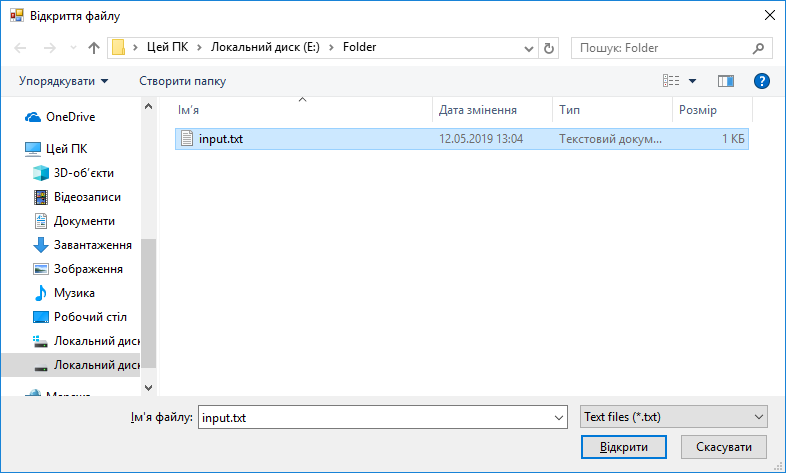 Відкриття файлу
Цей ПК Локальний диск (E:) Folder
Пошук: Folder
Упорядкувати Створити папку
?
Ім'я Дата змінення Тип Розмір
input.txt 12.05.2019 13:04 Текстовий докум... 1 КБ
OneDrive
Цей ПК
3D-об'єкти
Відеозаписи
Документи
Завантаження
Зображення
Музика
Робочий стіл
Локальний диск
Локальний диск
Мережа
Ім'я файлу: input.txt Text files (*.txt)
Відкрити Скасувати